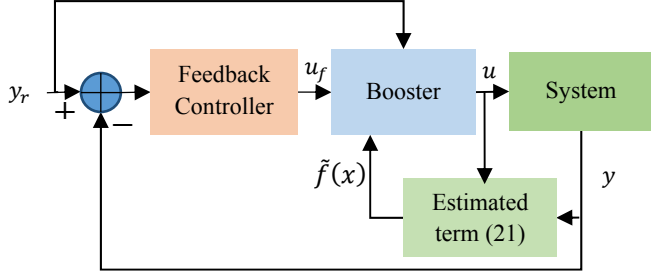 Feedback
Controller
Booster
System
y_r
u_f
u
+
−
f̃(x)
y
Estimated
term (21)